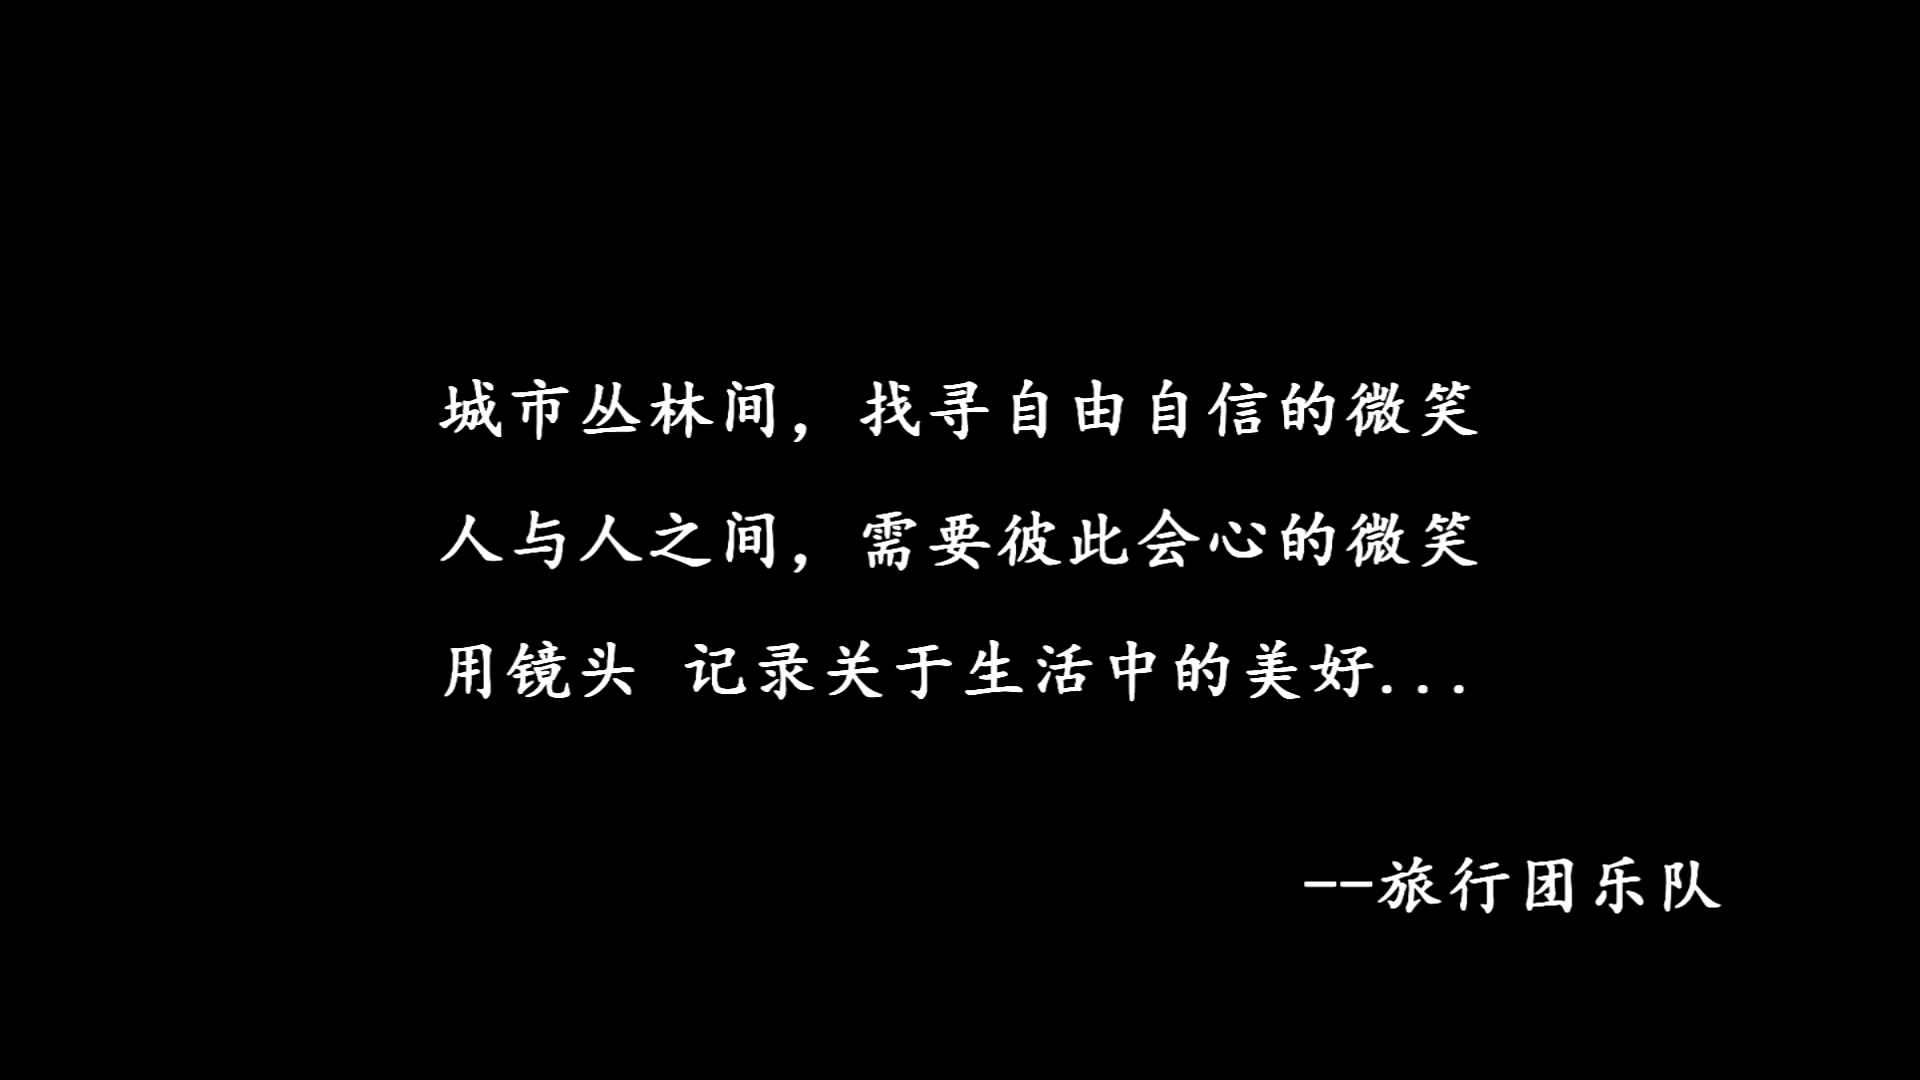 城市丛林间，找寻自由自信的微笑
人与人之间，需要彼此会心的微笑
用镜头 记录关于生活中的美好...
--旅行团乐队